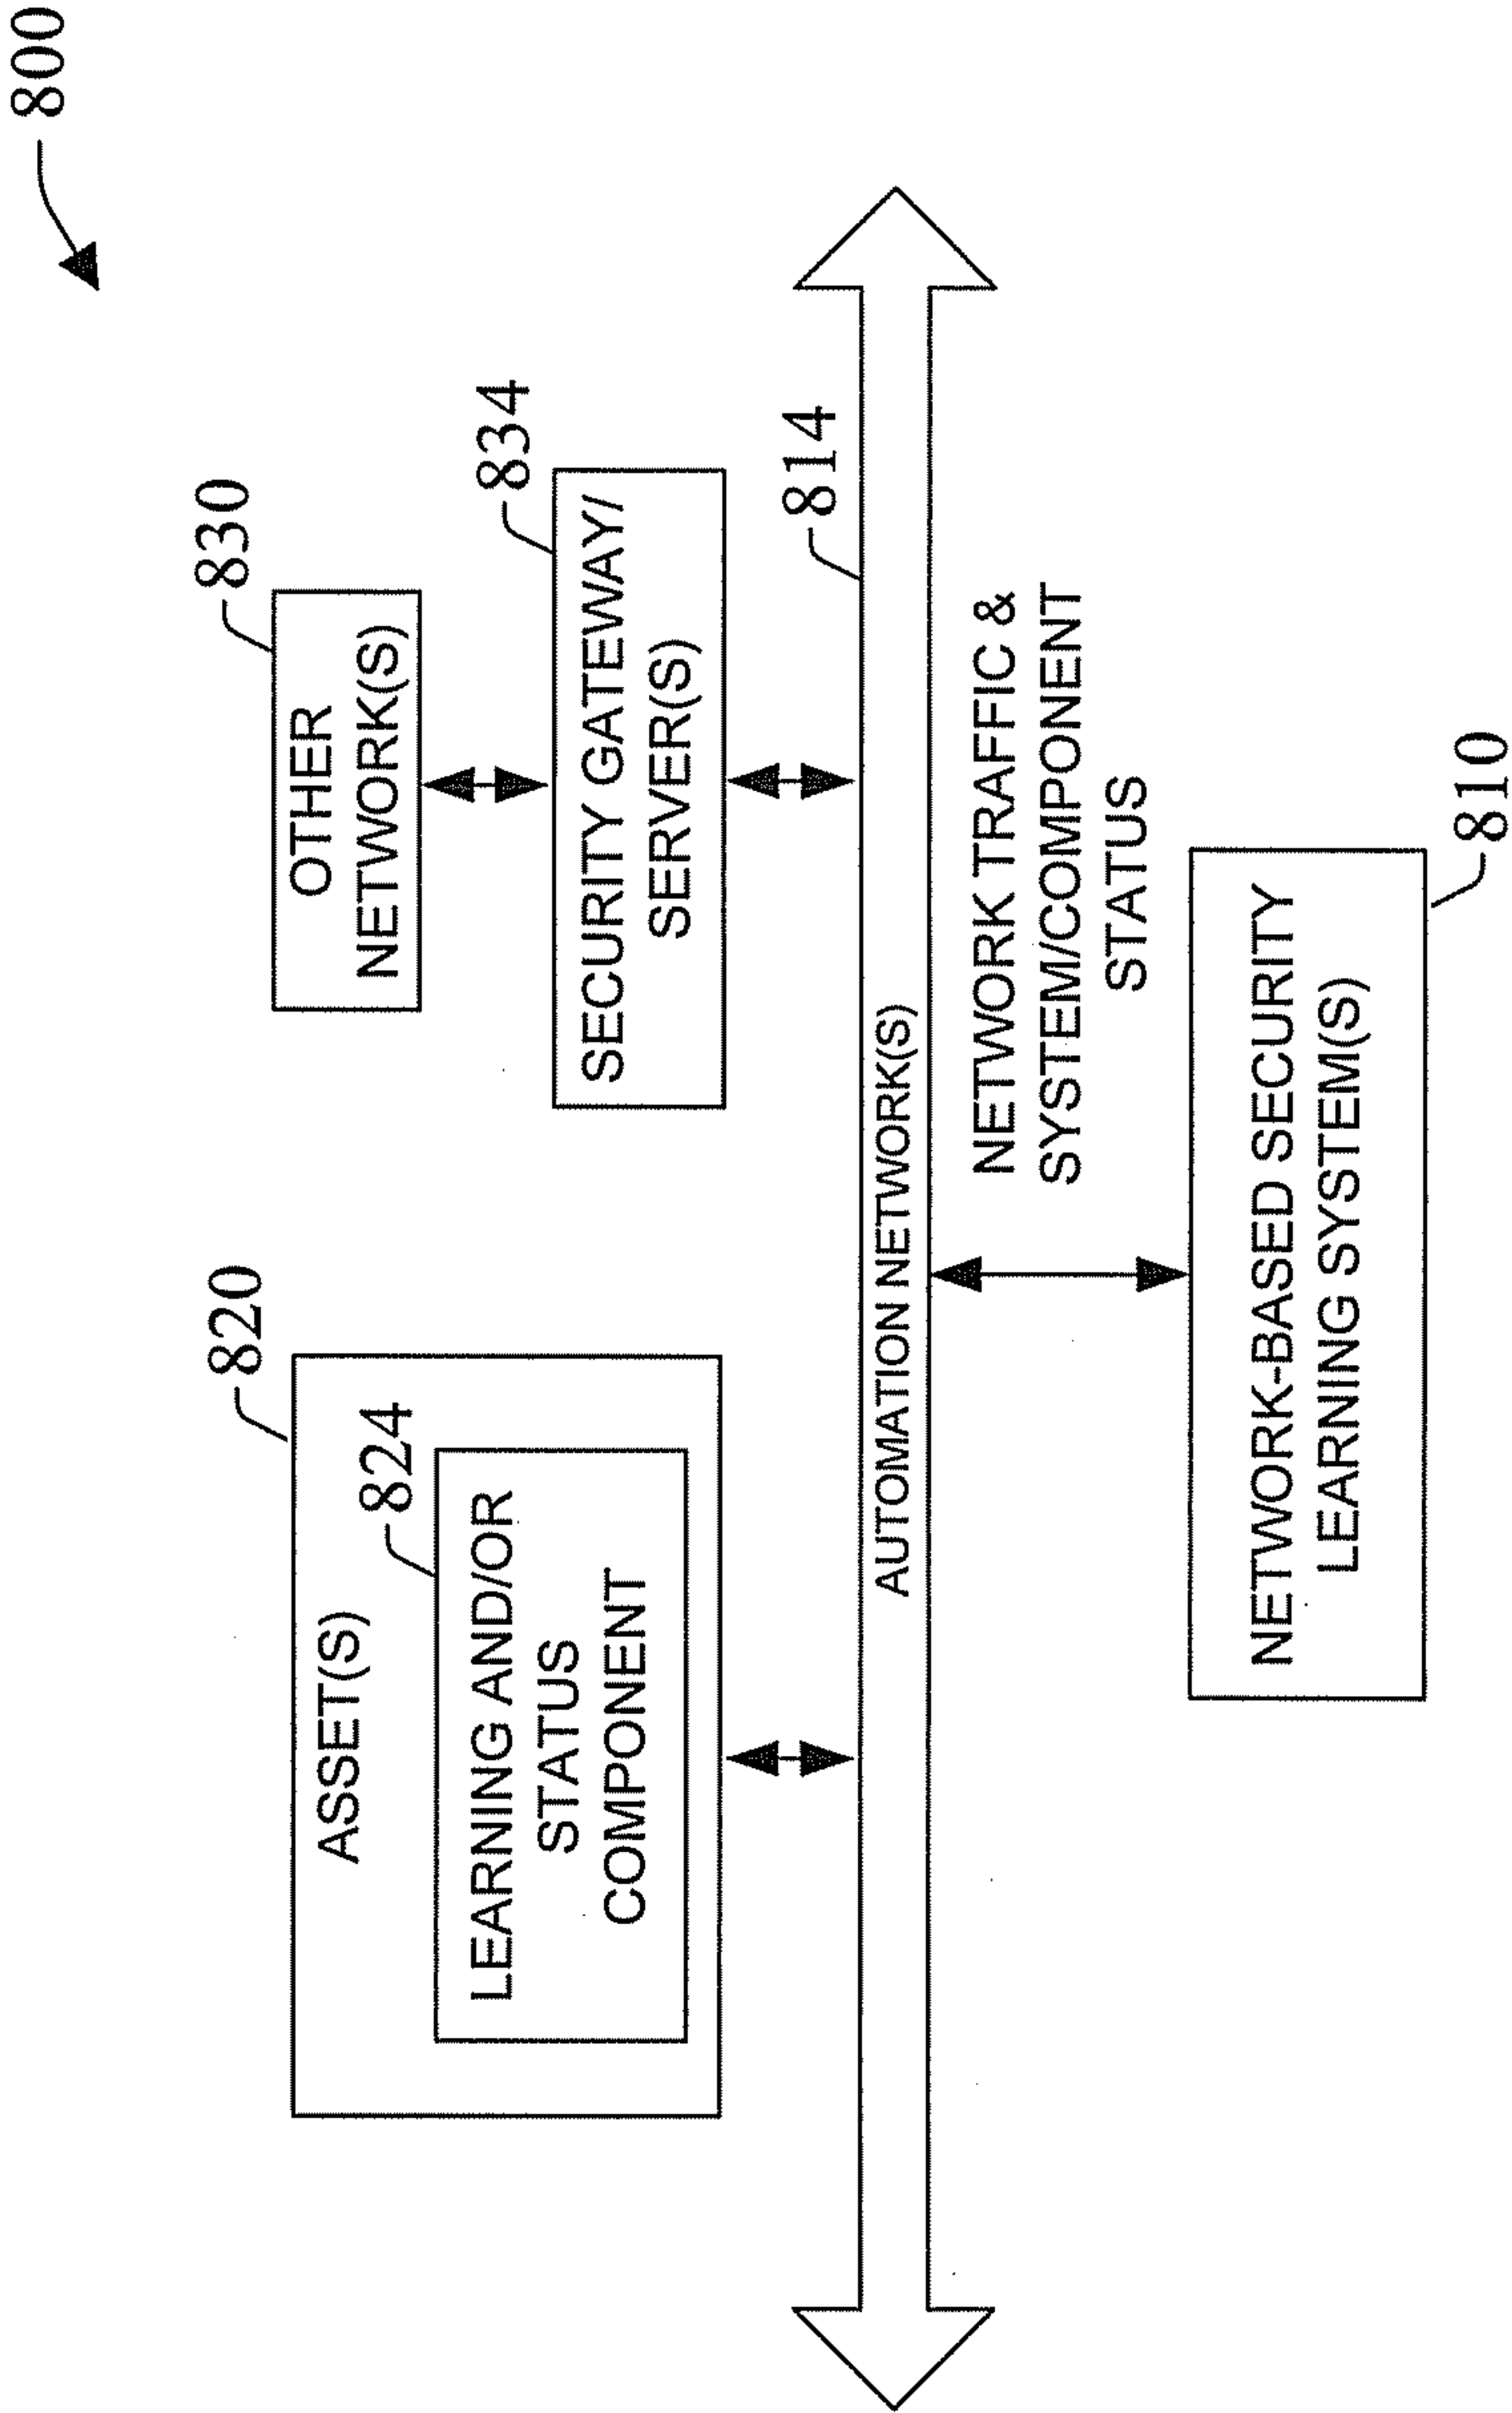 800
820
ASSET(S)
824
LEARNING AND/OR
STATUS
COMPONENT
830
OTHER
NETWORK(S)
834
SECURITY GATEWAY/
SERVER(S)
814
AUTOMATION NETWORK(S)
NETWORK TRAFFIC &
SYSTEM/COMPONENT
STATUS
NETWORK-BASED SECURITY
LEARNING SYSTEM(S)
810